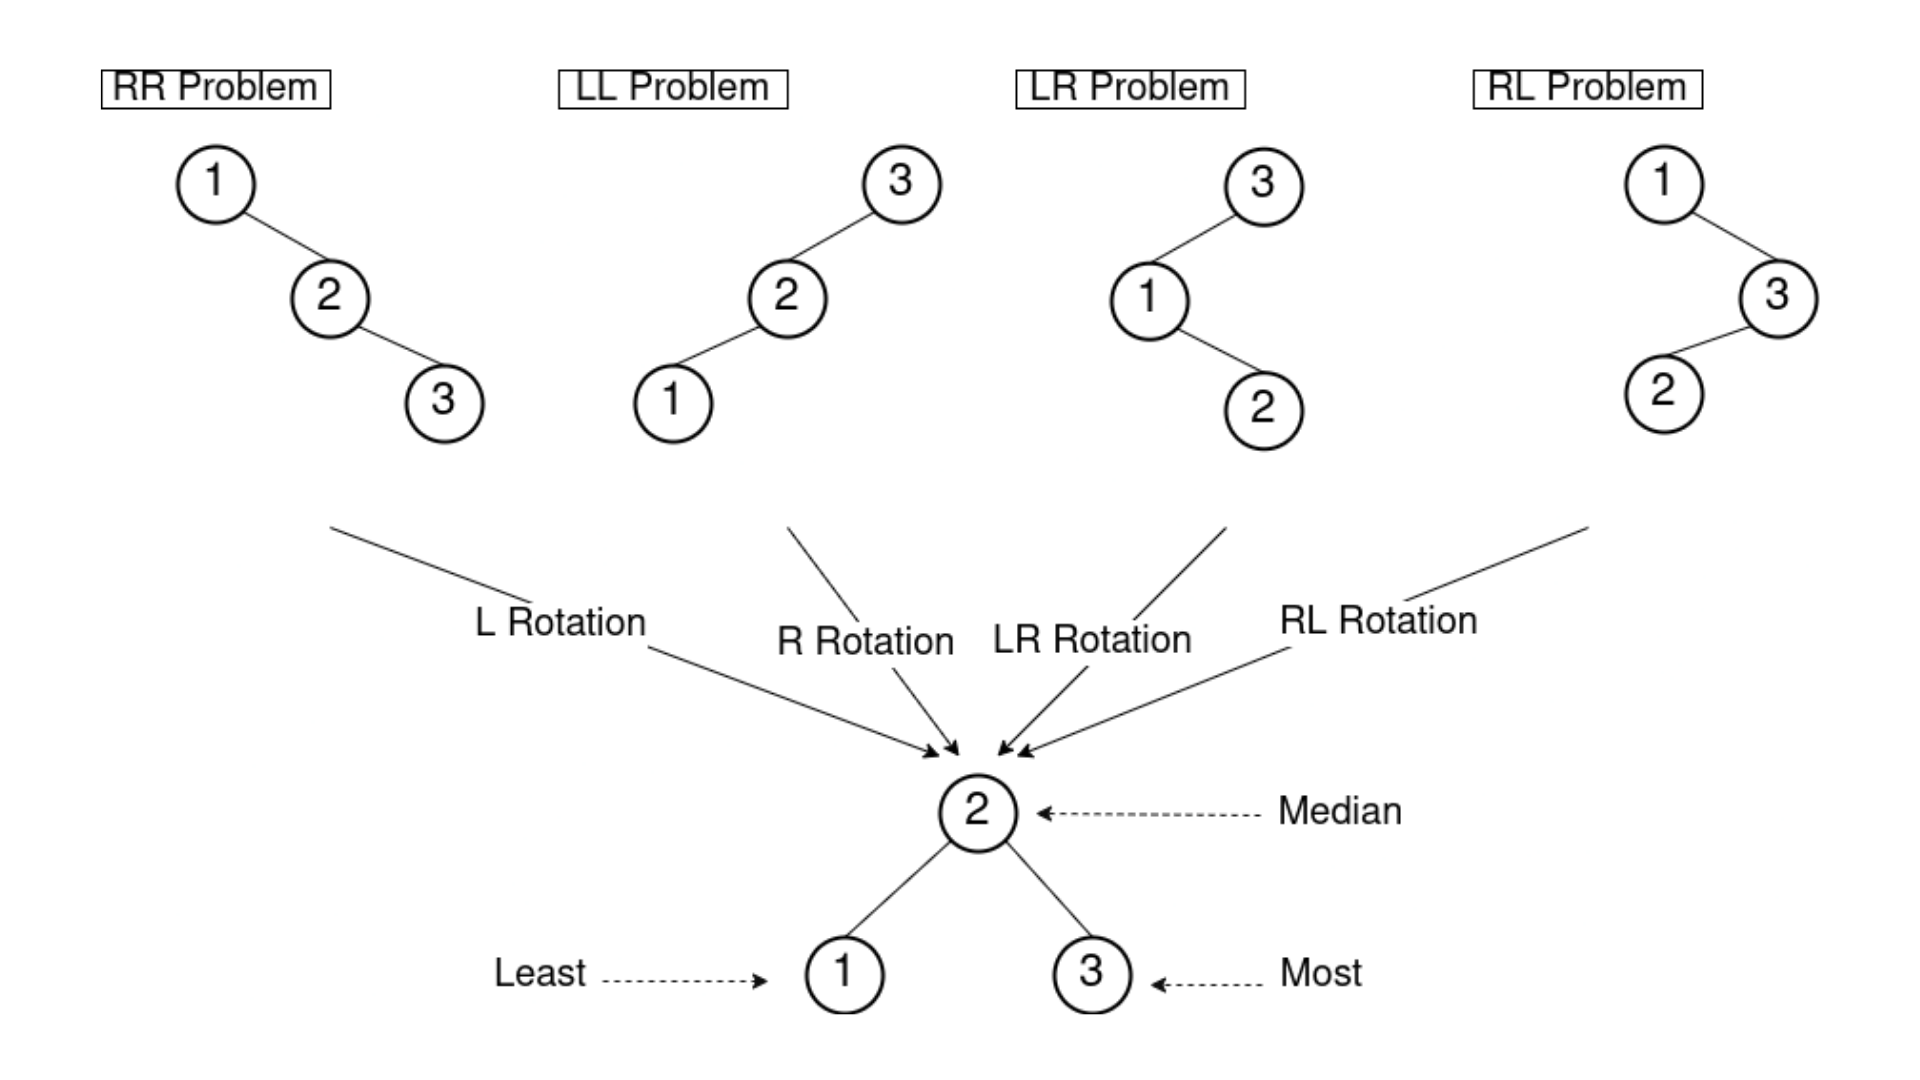 RR Problem
LL Problem
LR Problem
RL Problem
1
3
3
1
2
2
1
3
3
1
2
2
L Rotation
R Rotation
LR Rotation
RL Rotation
2
Median
Least
1
3
Most